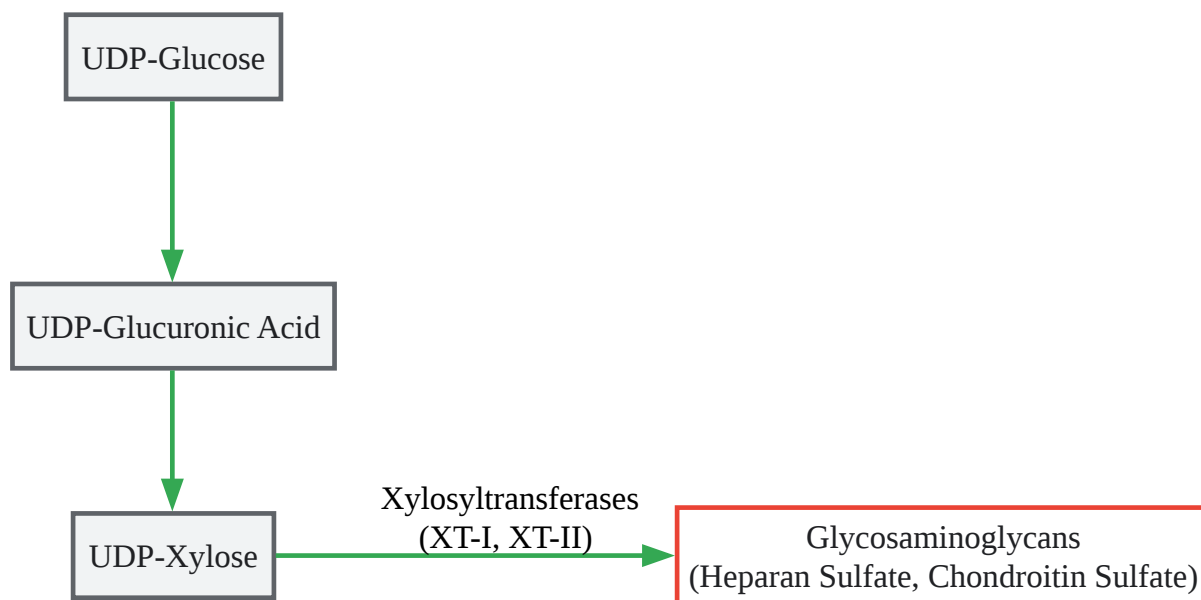 UDP-Glucose
UDP-Glucuronic Acid
UDP-Xylose
Xylosyltransferases
(XT-I, XT-II)
Glycosaminoglycans
(Heparan Sulfate, Chondroitin Sulfate)